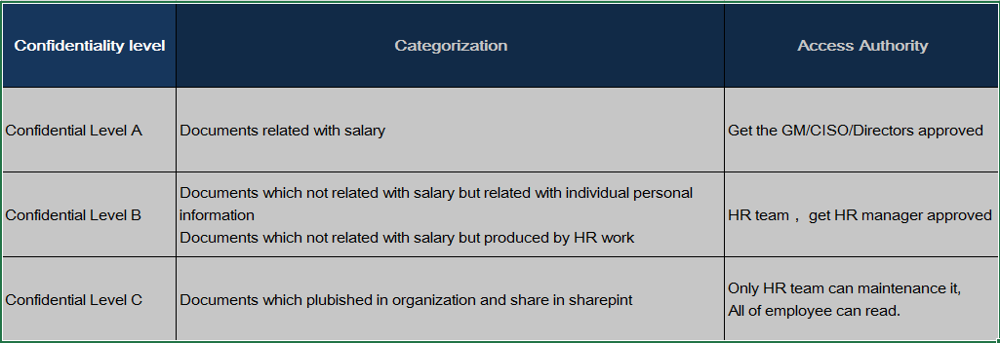 Confidentiality level
Categorization
Access Authority
Confidential Level A
Documents related with salary
Get the GM/CISO/Directors approved
Confidential Level B
Documents which not related with salary but related with individual personal
information
Documents which not related with salary but produced by HR work
HR team ，get HR manager approved
Confidential Level C
Documents which plubished in organization and share in sharepint
Only HR team can maintenance it,
All of employee can read.